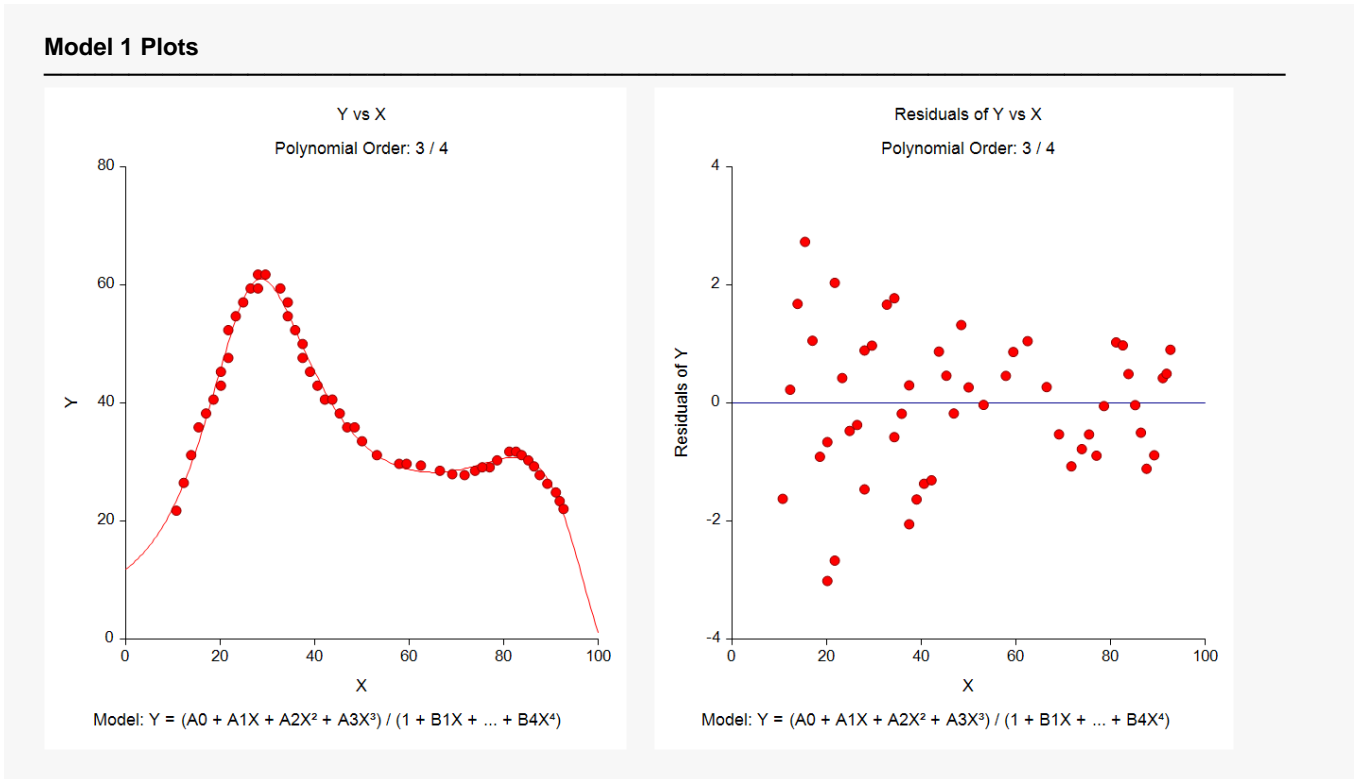 Model 1 Plots
Y vs X
Polynomial Order: 3 / 4
80
60
40
20
0
Y
0 20 40 60 80 100
X
Model: Y = (A0 + A1X + A2X² + A3X³) / (1 + B1X + ... + B4X⁴)
Residuals of Y vs X
Polynomial Order: 3 / 4
4
2
0
-2
-4
Residuals of Y
0 20 40 60 80 100
X
Model: Y = (A0 + A1X + A2X² + A3X³) / (1 + B1X + ... + B4X⁴)